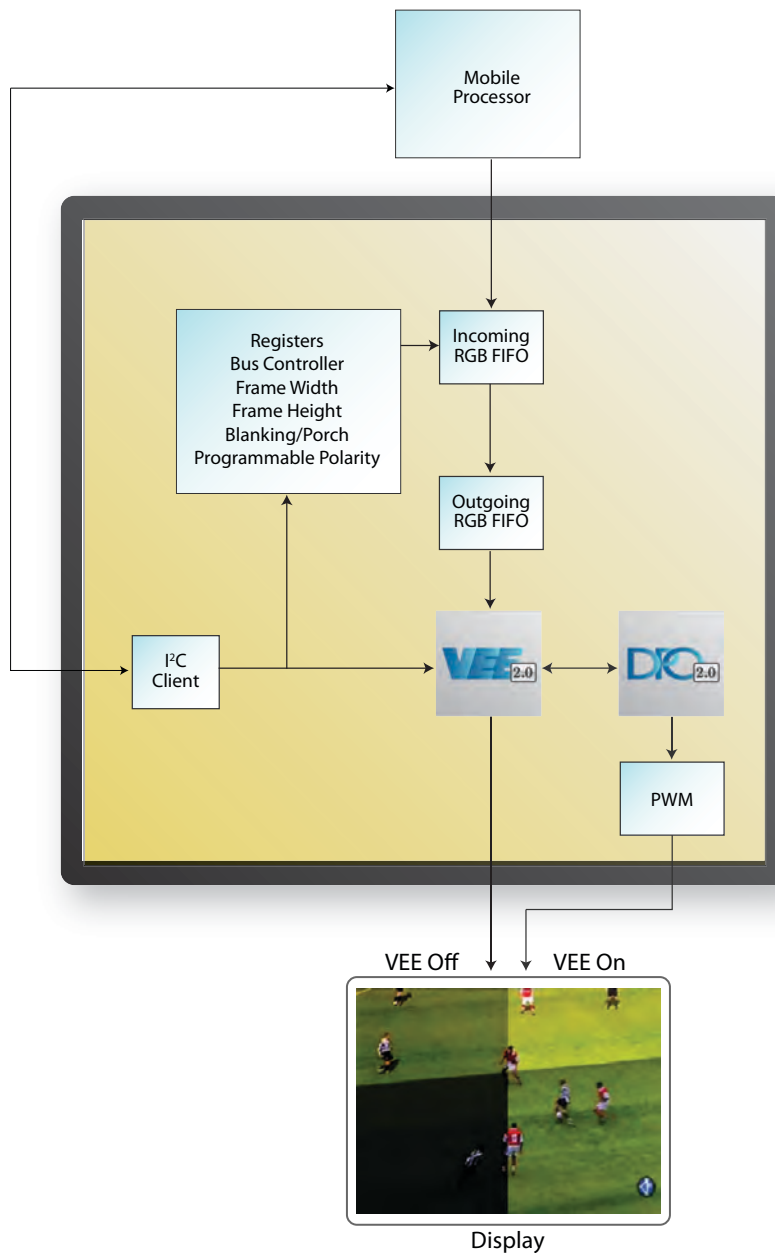 Mobile
Processor
Registers
Bus Controller
Frame Width
Frame Height
Blanking/Porch
Programmable Polarity
Incoming
RGB FIFO
Outgoing
RGB FIFO
I²C
Client
VEE
2.0
DPO
2.0
PWM
VEE Off
VEE On
Display